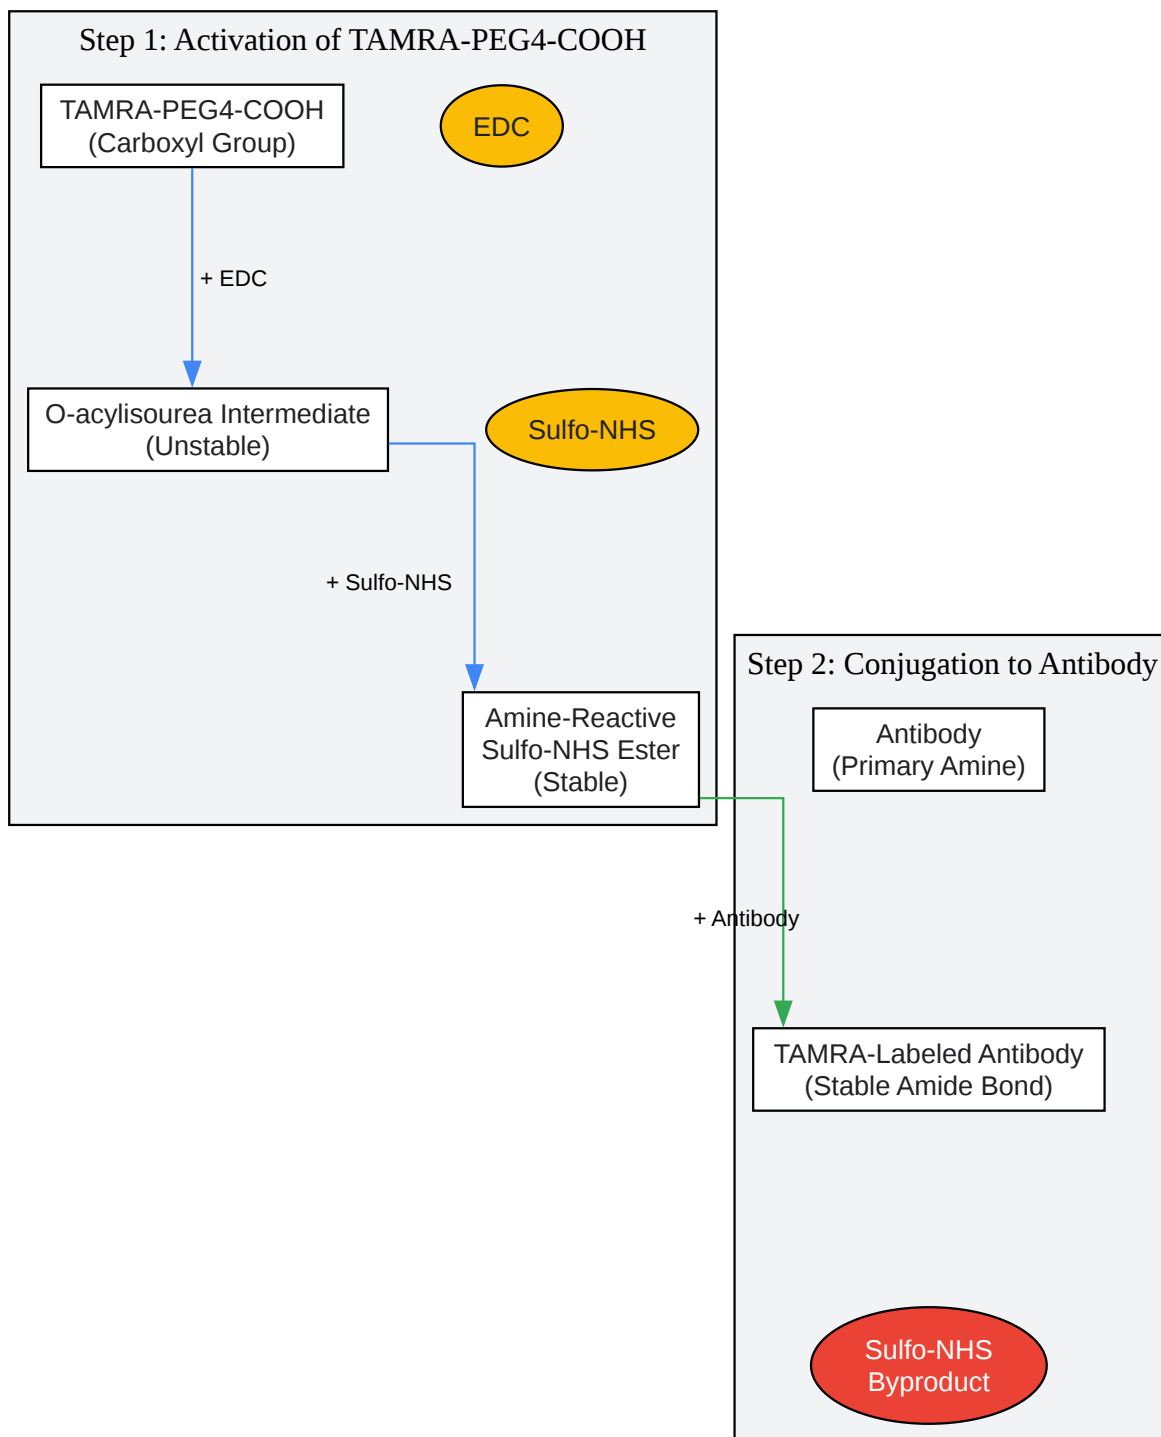 Step 1: Activation of TAMRA-PEG4-COOH
TAMRA-PEG4-COOH
(Carboxyl Group)
EDC
+ EDC
O-acylisourea Intermediate
(Unstable)
Sulfo-NHS
+ Sulfo-NHS
Amine-Reactive
Sulfo-NHS Ester
(Stable)
Step 2: Conjugation to Antibody
Antibody
(Primary Amine)
+ Antibody
TAMRA-Labeled Antibody
(Stable Amide Bond)
Sulfo-NHS
Byproduct